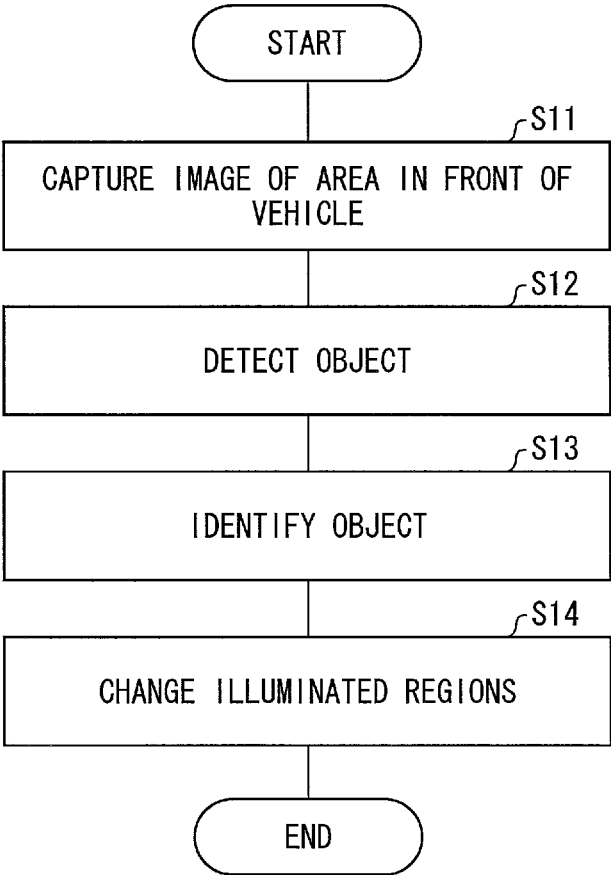 START
S11
CAPTURE IMAGE OF AREA IN FRONT OF
VEHICLE
S12
DETECT OBJECT
S13
IDENTIFY OBJECT
S14
CHANGE ILLUMINATED REGIONS
END